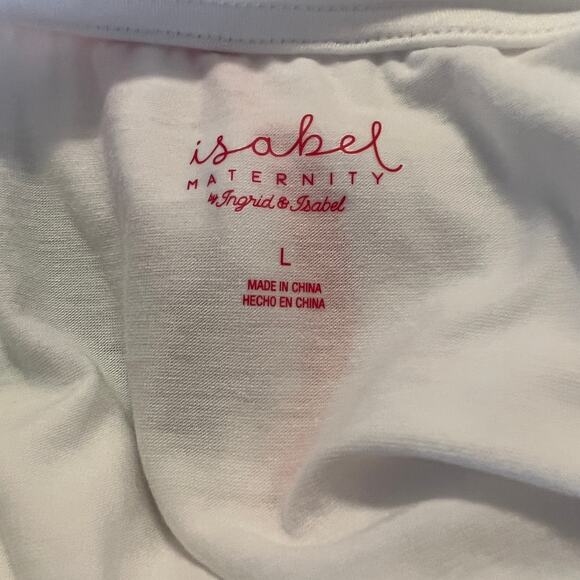 isabel
MATERNITY
by Ingrid & Isabel
L
MADE IN CHINA
HECHO EN CHINA